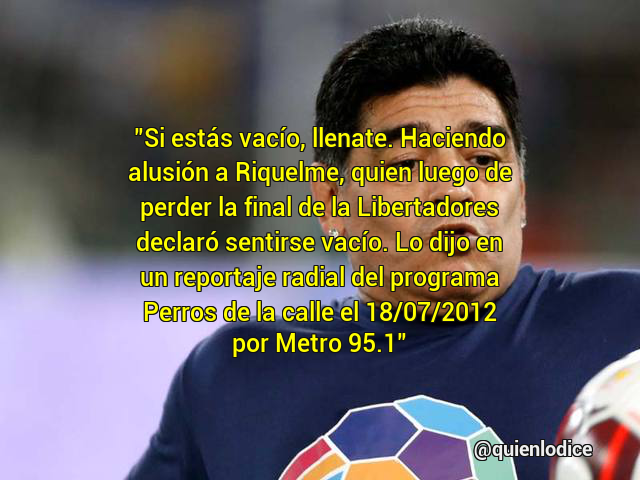 "Si estás vacío, llenate. Haciendo
alusión a Riquelme, quien luego de
perder la final de la Libertadores
declaró sentirse vacío. Lo dijo en
un reportaje radial del programa
Perros de la calle el 18/07/2012
por Metro 95.1"
@quienlodice